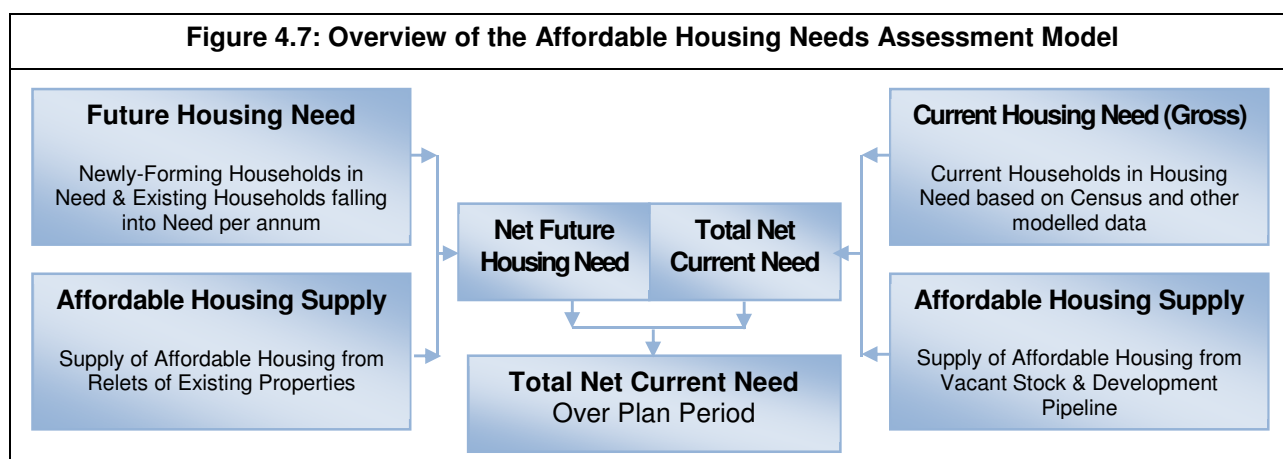 Figure 4.7: Overview of the Affordable Housing Needs Assessment Model
Future Housing Need
Newly-Forming Households in
Need & Existing Households falling
into Need per annum
Affordable Housing Supply
Supply of Affordable Housing from
Relets of Existing Properties
Net Future
Housing Need
Total Net
Current Need
Total Net Current Need
Over Plan Period
Current Housing Need (Gross)
Current Households in Housing
Need based on Census and other
modelled data
Affordable Housing Supply
Supply of Affordable Housing from
Vacant Stock & Development
Pipeline